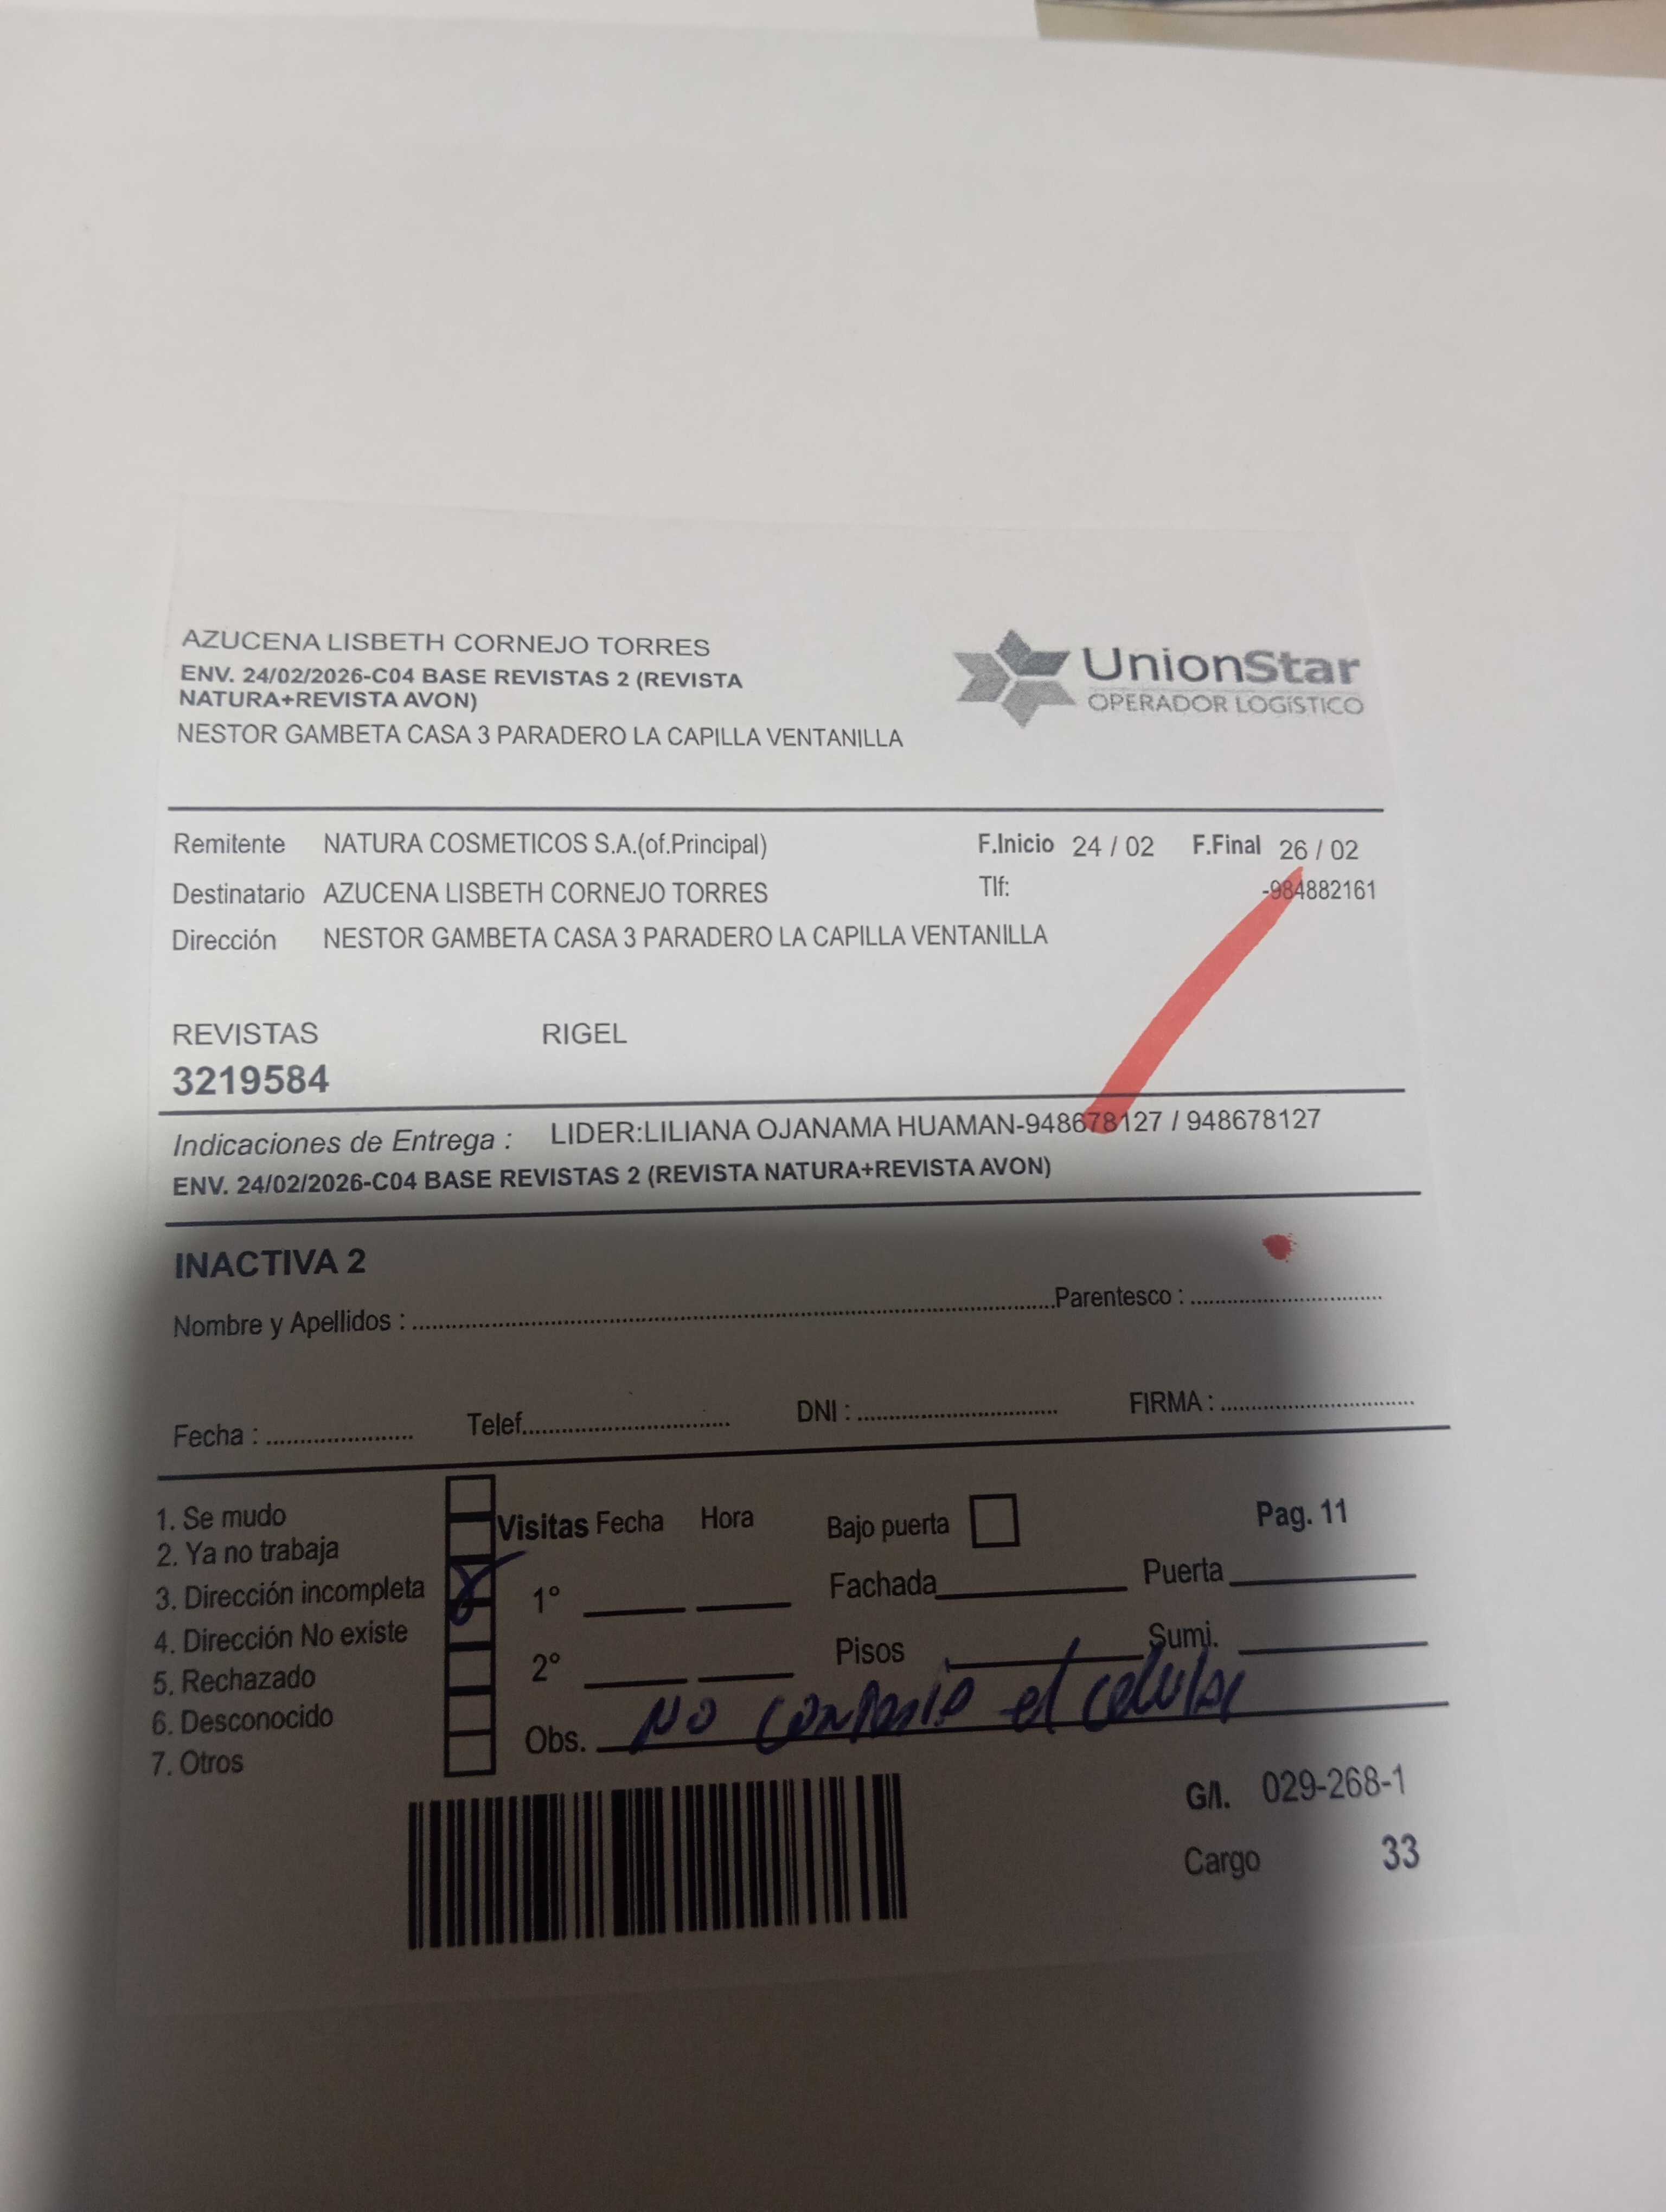 AZUCENA LISBETH CORNEJO TORRES
ENV. 24/02/2026-C04 BASE REVISTAS 2 (REVISTA
NATURA+REVISTA AVON)
NESTOR GAMBETA CASA 3 PARADERO LA CAPILLA VENTANILLA
UnionStar
OPERADOR LOGÍSTICO
Remitente NATURA COSMETICOS S.A.(of.Principal) F.Inicio 24 / 02 F.Final 26 / 02
Destinatario AZUCENA LISBETH CORNEJO TORRES Tlf: -984882161
Dirección NESTOR GAMBETA CASA 3 PARADERO LA CAPILLA VENTANILLA
REVISTAS RIGEL
3219584
Indicaciones de Entrega : LIDER:LILIANA OJANAMA HUAMAN-948678127 / 948678127
ENV. 24/02/2026-C04 BASE REVISTAS 2 (REVISTA NATURA+REVISTA AVON)
INACTIVA 2
Nombre y Apellidos : Parentesco :
Fecha : Telef. DNI : FIRMA :
1. Se mudo
2. Ya no trabaja
3. Dirección incompleta
4. Dirección No existe
5. Rechazado
6. Desconocido
7. Otros
Visitas Fecha Hora Bajo puerta Pag. 11
1° Fachada Puerta
2° Pisos Sumi.
Obs. NO contesto el celular
G/I. 029-268-1
Cargo 33